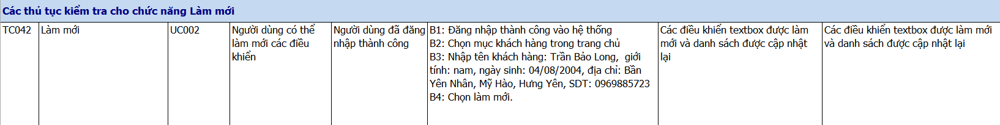 Các thủ tục kiểm tra cho chức năng Làm mới
TC042
Làm mới
UC002
Người dùng có thể
làm mới các điều
khiển
Người dùng đã đăng
nhập thành công
B1: Đăng nhập thành công vào hệ thống
B2: Chọn mục khách hàng trong trang chủ
B3: Nhập tên khách hàng: Trần Bảo Long, giới
tính: nam, ngày sinh: 04/08/2004, địa chỉ: Bần
Yên Nhân, Mỹ Hào, Hưng Yên, SDT: 0969885723
B4: Chọn làm mới.
Các điều khiển textbox được làm
mới và danh sách được cập nhật
lại
Các điều khiển textbox được làm mới
và danh sách được cập nhật lại